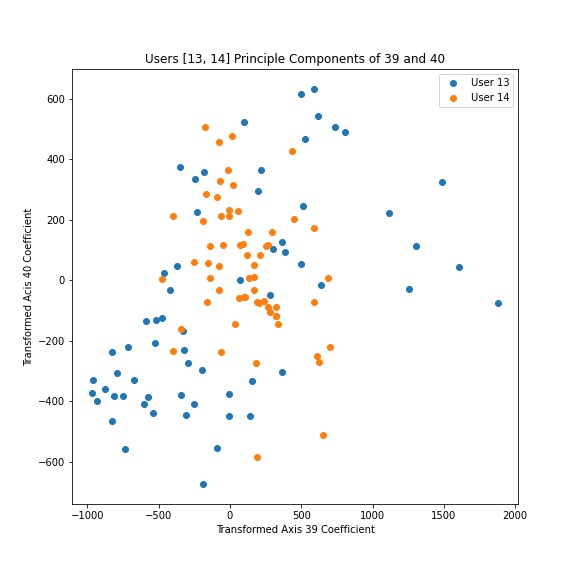 Users [13, 14] Principle Components of 39 and 40
User 13
User 14
600
400
200
0
−200
−400
−600
Transformed Acis 40 Coefficient
−1000
−500
0
500
1000
1500
2000
Transformed Axis 39 Coefficient